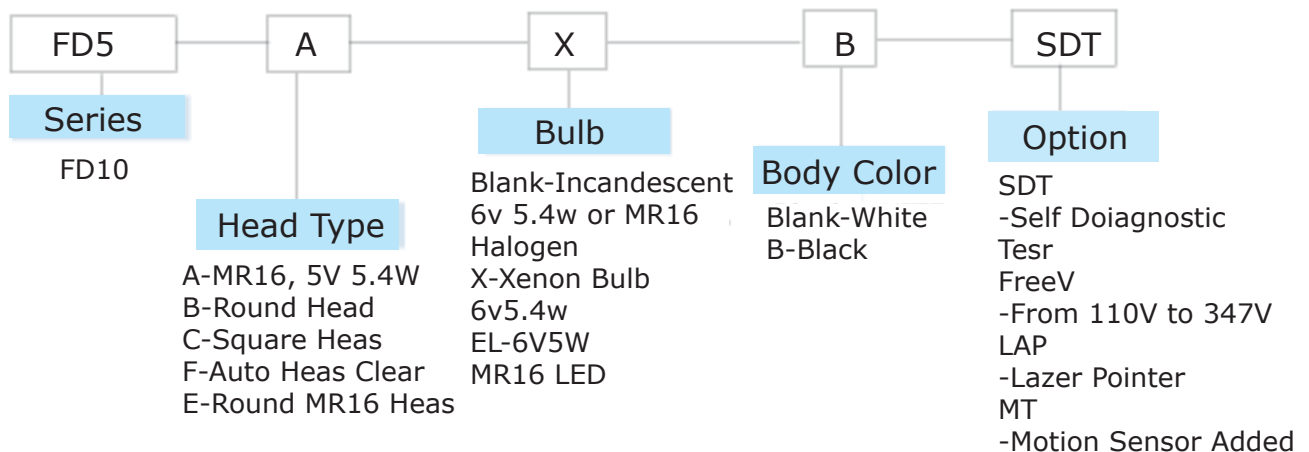 FD5
A
X
B
SDT
Series
FD10
Head Type
A-MR16, 5V 5.4W
B-Round Head
C-Square Heas
F-Auto Heas Clear
E-Round MR16 Heas
Bulb
Blank-Incandescent
6v 5.4w or MR16
Halogen
X-Xenon Bulb
6v5.4w
EL-6V5W
MR16 LED
Body Color
Blank-White
B-Black
Option
SDT
-Self Doiagnostic
Tesr
FreeV
-From 110V to 347V
LAP
-Lazer Pointer
MT
-Motion Sensor Added